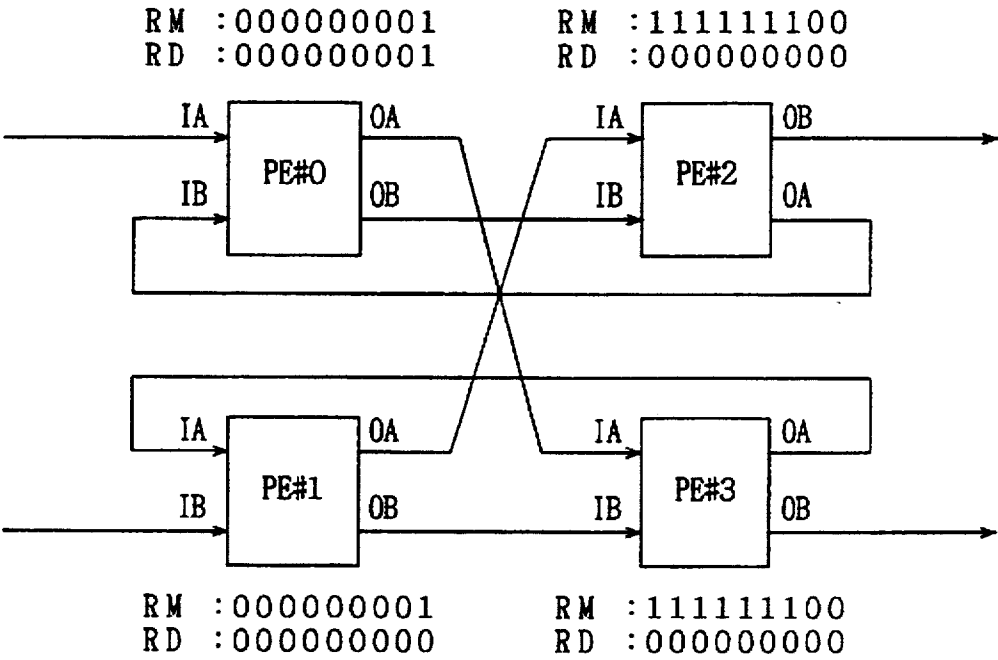 RM :000000001 RM :111111100
RD :000000001 RD :000000000
IA OA IA OB
PE#0 PE#2
IB OB IB OA
IA OA IA OA
PE#1 PE#3
IB OB IB OB
RM :000000001 RM :111111100
RD :000000000 RD :000000000